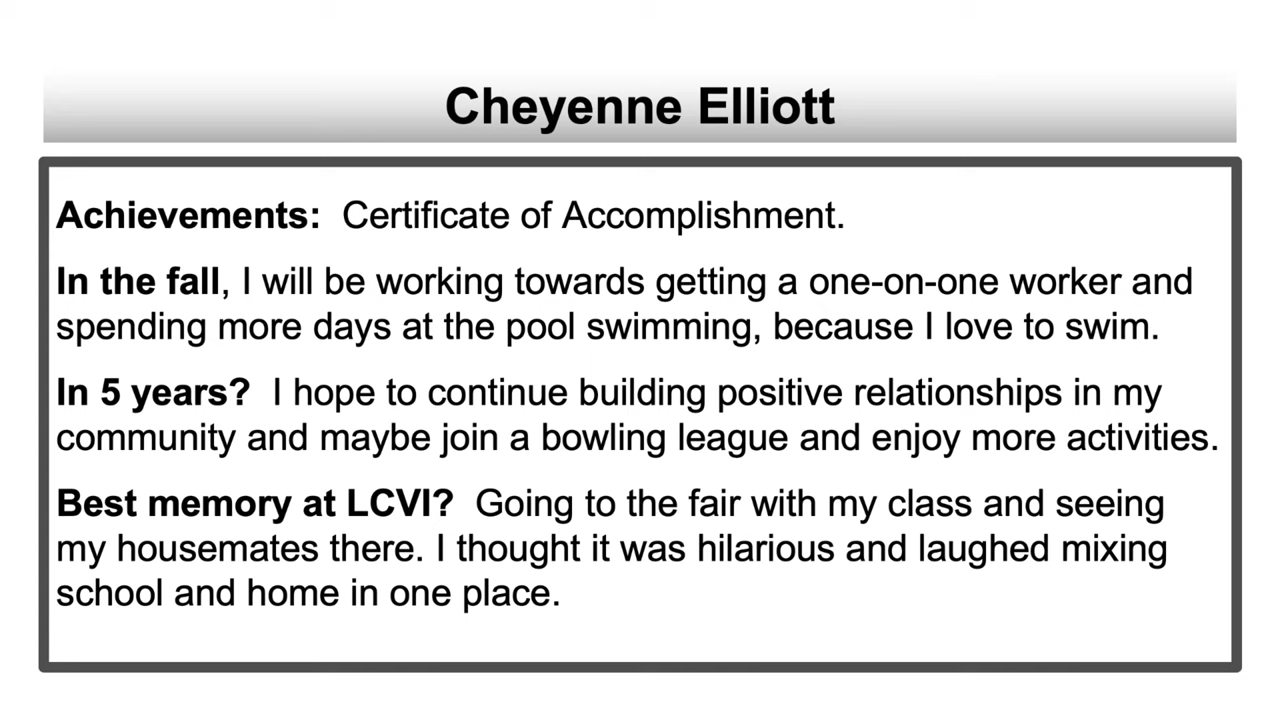 Cheyenne Elliott
Achievements: Certificate of Accomplishment.
In the fall, I will be working towards getting a one-on-one worker and
spending more days at the pool swimming, because I love to swim.
In 5 years? I hope to continue building positive relationships in my
community and maybe join a bowling league and enjoy more activities.
Best memory at LCVI? Going to the fair with my class and seeing
my housemates there. I thought it was hilarious and laughed mixing
school and home in one place.